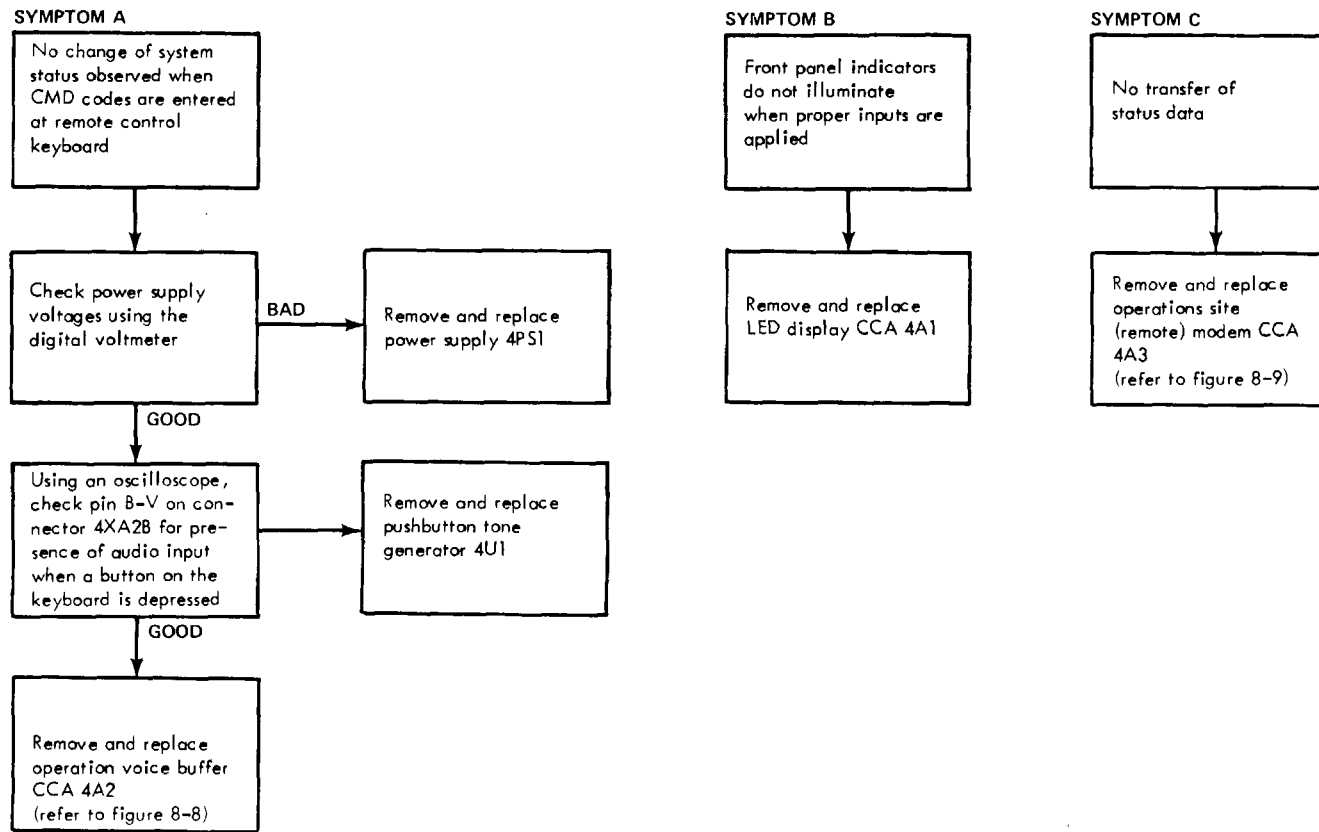 SYMPTOM A
No change of system
status observed when
CMD codes are entered
at remote control
keyboard
Check power supply
voltages using the
digital voltmeter
BAD
Remove and replace
power supply 4PS1
GOOD
Using an oscilloscope,
check pin B-V on con-
nector 4XA2B for pre-
sence of audio input
when a button on the
keyboard is depressed
Remove and replace
pushbutton tone
generator 4U1
GOOD
Remove and replace
operation voice buffer
CCA 4A2
(refer to figure 8-8)
SYMPTOM B
Front panel indicators
do not illuminate
when proper inputs are
applied
Remove and replace
LED display CCA 4A1
SYMPTOM C
No transfer of
status data
Remove and replace
operations site
(remote) modem CCA
4A3
(refer to figure 8-9)